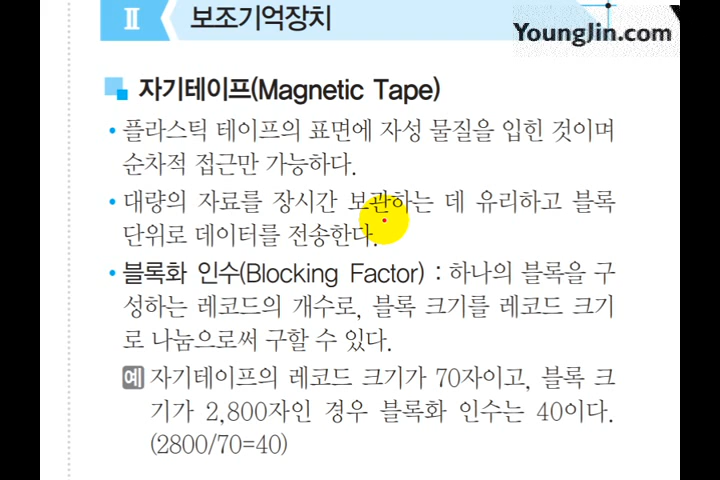 Ⅱ 보조기억장치
YoungJin.com
자기테이프(Magnetic Tape)
• 플라스틱 테이프의 표면에 자성 물질을 입힌 것이며
순차적 접근만 가능하다.
• 대량의 자료를 장시간 보관하는 데 유리하고 블록
단위로 데이터를 전송한다.
• 블록화 인수(Blocking Factor) : 하나의 블록을 구
성하는 레코드의 개수로, 블록 크기를 레코드 크기
로 나눔으로써 구할 수 있다.
예 자기테이프의 레코드 크기가 70자이고, 블록 크
기가 2,800자인 경우 블록화 인수는 40이다.
(2800/70=40)